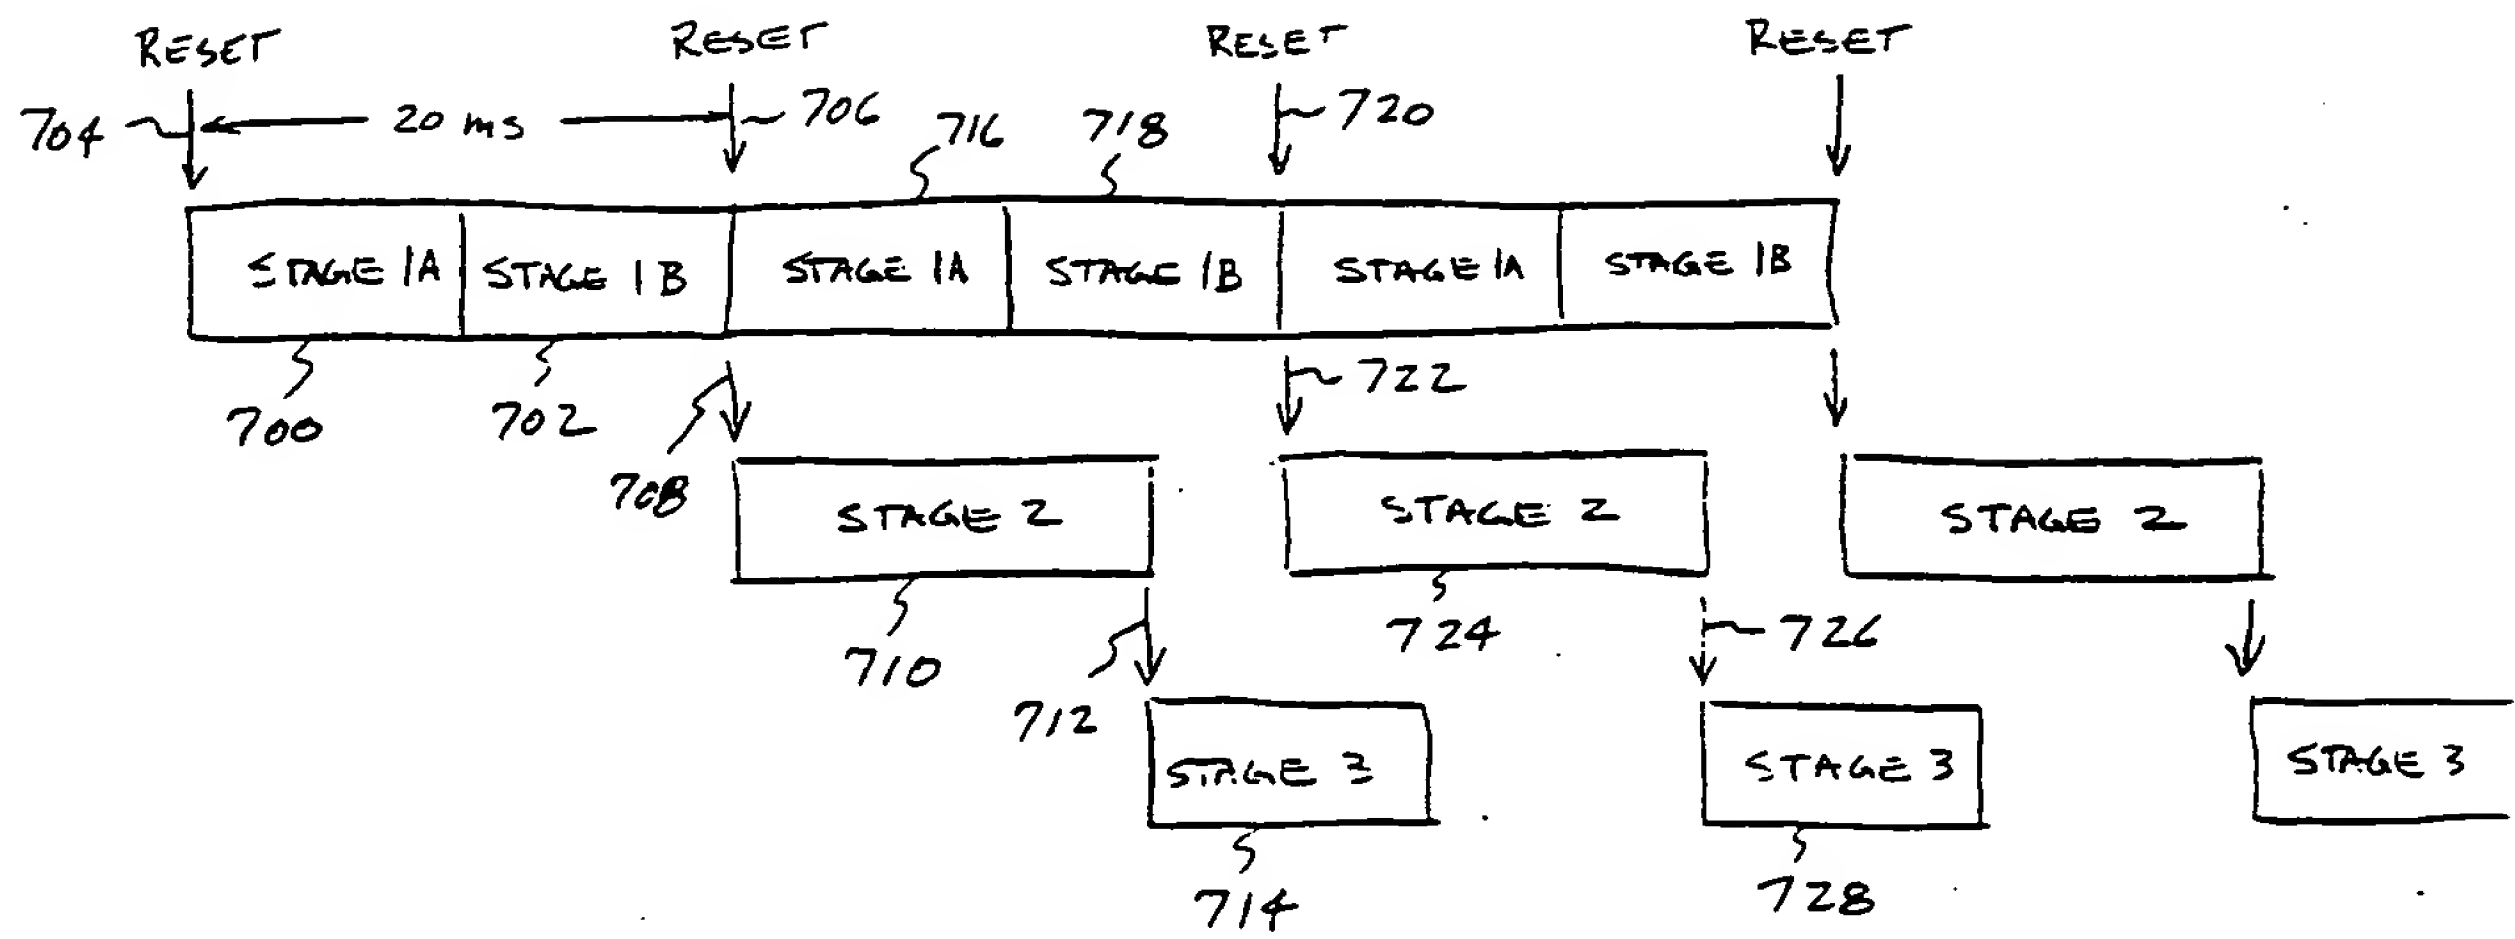 RESET RESET RESET RESET
704 20 ms 706 716 718 720
STAGE 1A STAGE 1B STAGE 1A STAGE 1B STAGE 1A STAGE 1B
700 702 708 722
STAGE 2 STAGE 2 STAGE 2
710 712 724 726
STAGE 3 STAGE 3 STAGE 3
714 728